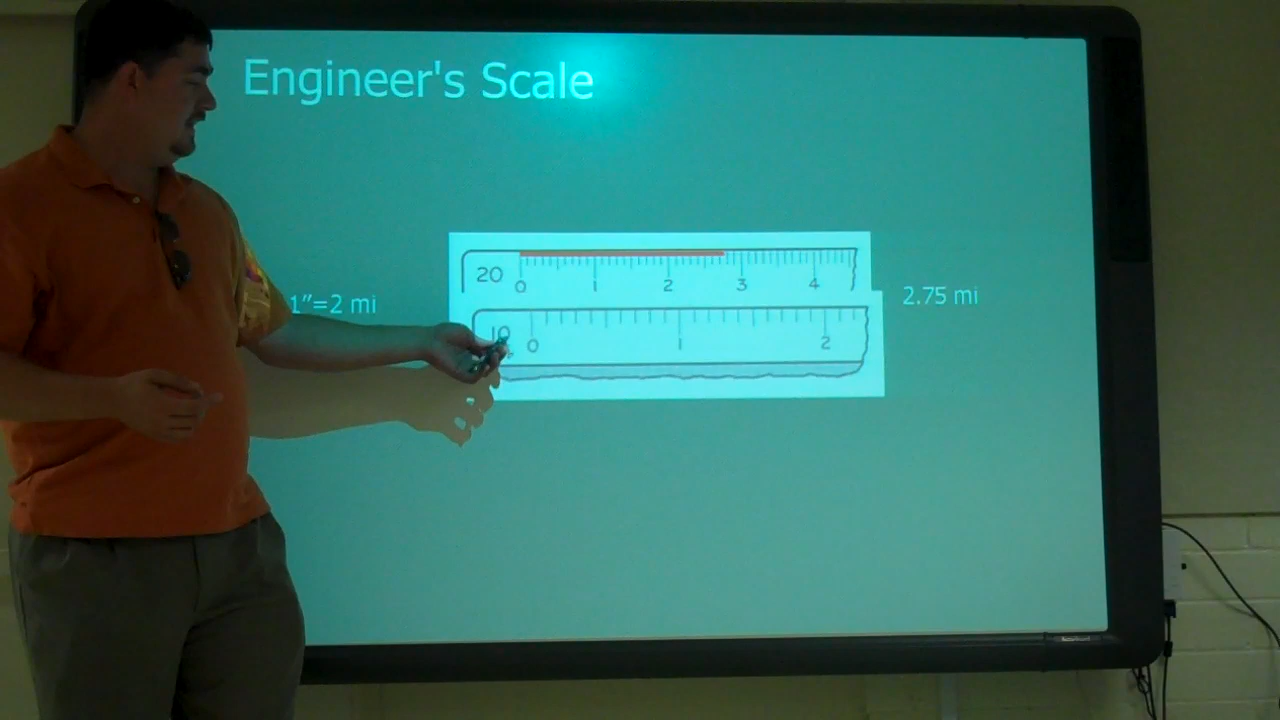 Engineer's Scale
20
0 1 2 3 4
1”=2 mi
2.75 mi
10
0 1 2